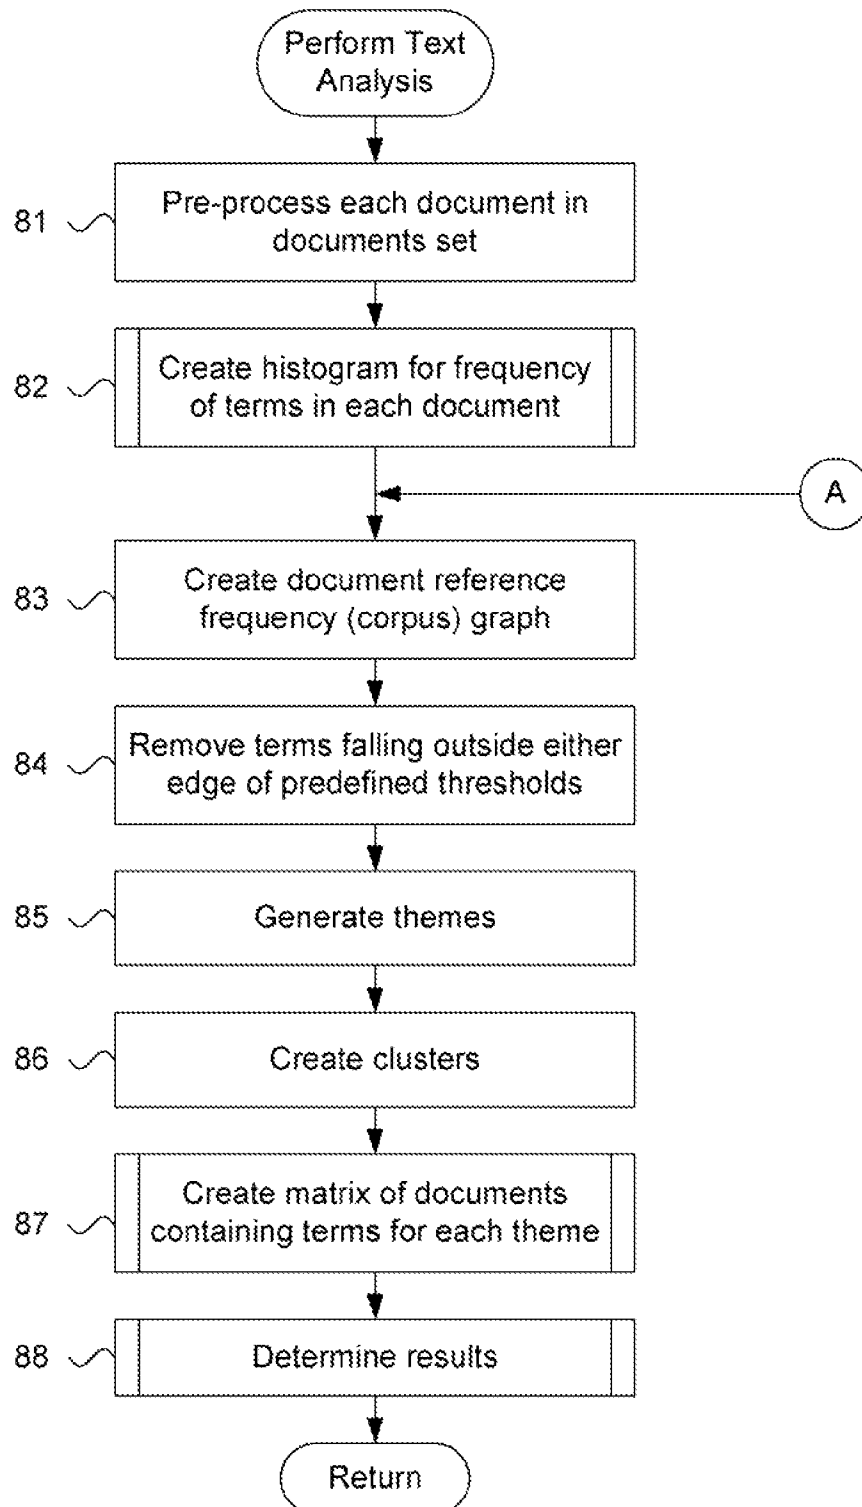 Perform Text
Analysis
81
Pre-process each document in
documents set
82
Create histogram for frequency
of terms in each document
A
83
Create document reference
frequency (corpus) graph
84
Remove terms falling outside either
edge of predefined thresholds
85
Generate themes
86
Create clusters
87
Create matrix of documents
containing terms for each theme
88
Determine results
Return